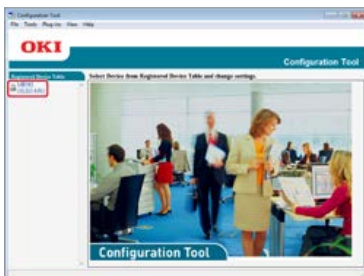 Configuration Tool
File Tools Plug-ins View Help
OKI
Configuration Tool
Registered Device Table
Select Device from Registered Device Table and change settings.
Configuration Tool